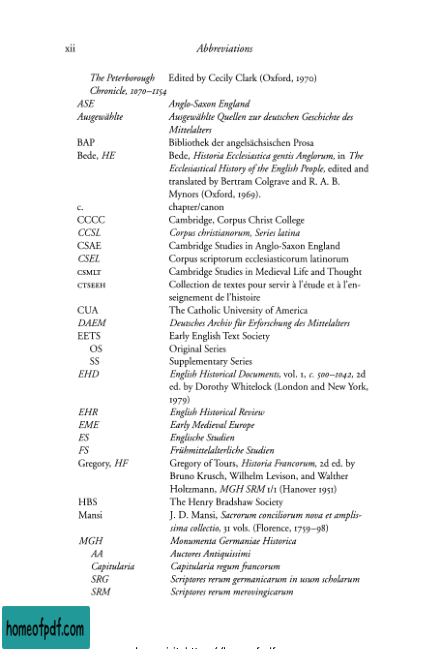 xii Abbreviations
The Peterborough Edited by Cecily Clark (Oxford, 1970)
Chronicle, 1070–1154
ASE Anglo-Saxon England
Ausgewählte Ausgewählte Quellen zur deutschen Geschichte des
Mittelalters
BAP Bibliothek der angelsächsischen Prosa
Bede, HE Bede, Historia Ecclesiastica gentis Anglorum, in The
Ecclesiastical History of the English People, edited and
translated by Bertram Colgrave and R. A. B.
Mynors (Oxford, 1969).
c. chapter/canon
CCCC Cambridge, Corpus Christ College
CCSL Corpus christianorum, Series latina
CSAE Cambridge Studies in Anglo-Saxon England
CSEL Corpus scriptorum ecclesiasticorum latinorum
CSMLT Cambridge Studies in Medieval Life and Thought
CTSEEH Collection de textes pour servir à l'étude et à l'en-
seignement de l'histoire
CUA The Catholic University of America
DAEM Deutsches Archiv für Erforschung des Mittelalters
EETS Early English Text Society
OS Original Series
SS Supplementary Series
EHD English Historical Documents, vol. 1, c. 500–1042, 2d
ed. by Dorothy Whitelock (London and New York,
1979)
EHR English Historical Review
EME Early Medieval Europe
ES Englische Studien
FS Frühmittelalterliche Studien
Gregory, HF Gregory of Tours, Historia Francorum, 2d ed. by
Bruno Krusch, Wilhelm Levison, and Walther
Holtzmann, MGH SRM 1/1 (Hanover 1951)
HBS The Henry Bradshaw Society
Mansi J. D. Mansi, Sacrorum conciliorum nova et amplis-
sima collectio, 31 vols. (Florence, 1759–98)
MGH Monumenta Germaniae Historica
AA Auctores Antiquissimi
Capitularia Capitularia regum francorum
SRG Scriptores rerum germanicarum in usum scholarum
SRM Scriptores rerum merovingicarum
homeofpdf.com